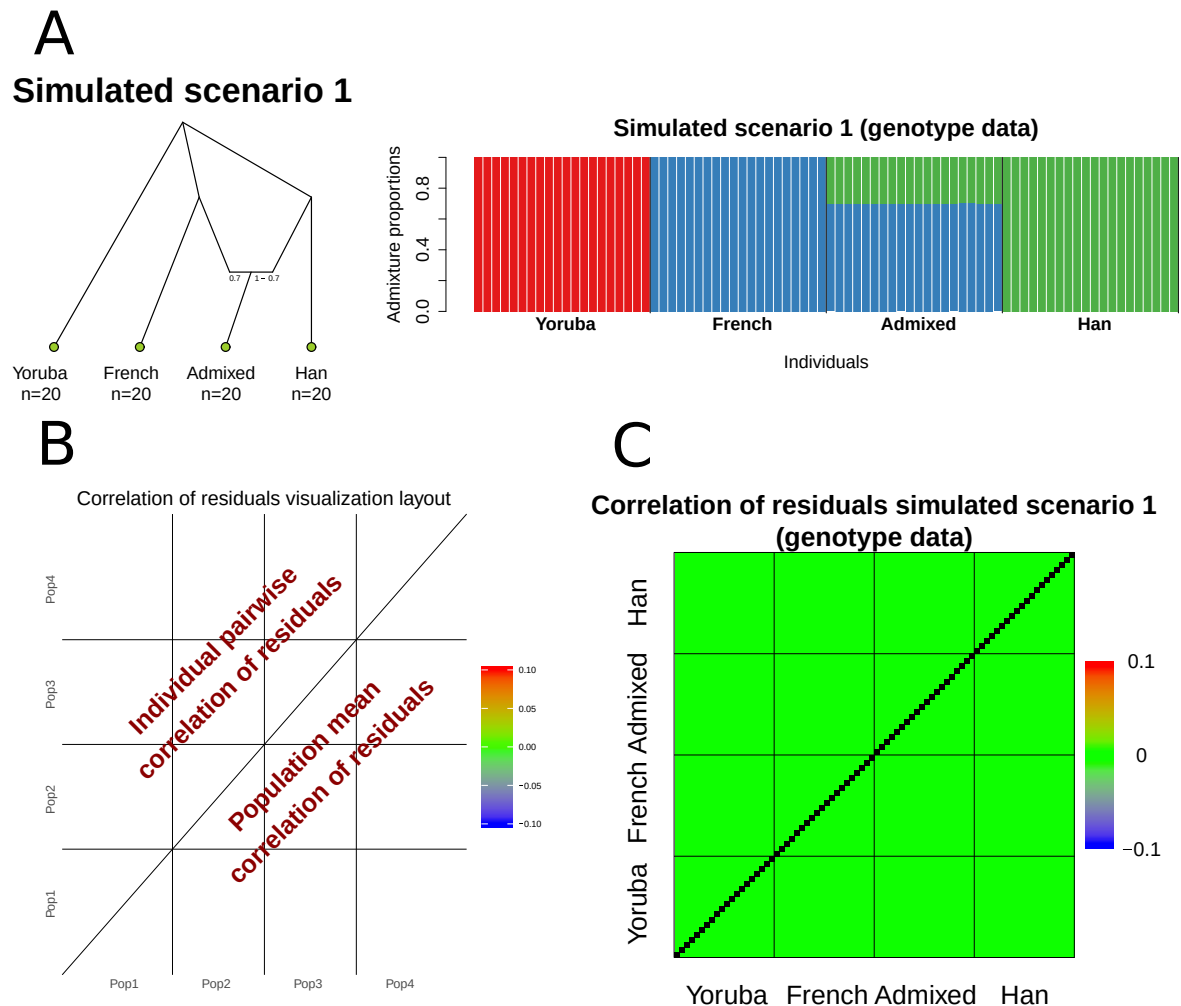 A
Simulated scenario 1
0.7 1 − 0.7
Yoruba French Admixed Han
n=20 n=20 n=20 n=20
Simulated scenario 1 (genotype data)
Admixture proportions
0.8
0.4
0.0
Yoruba French Admixed Han
Individuals
B
Correlation of residuals visualization layout
Pop4
Pop3
Pop2
Pop1
Individual pairwise
correlation of residuals
Population mean
correlation of residuals
0.10
0.05
0.00
−0.05
−0.10
Pop1 Pop2 Pop3 Pop4
C
Correlation of residuals simulated scenario 1
(genotype data)
Han
Admixed
French
Yoruba
0.1
0
−0.1
Yoruba French Admixed Han